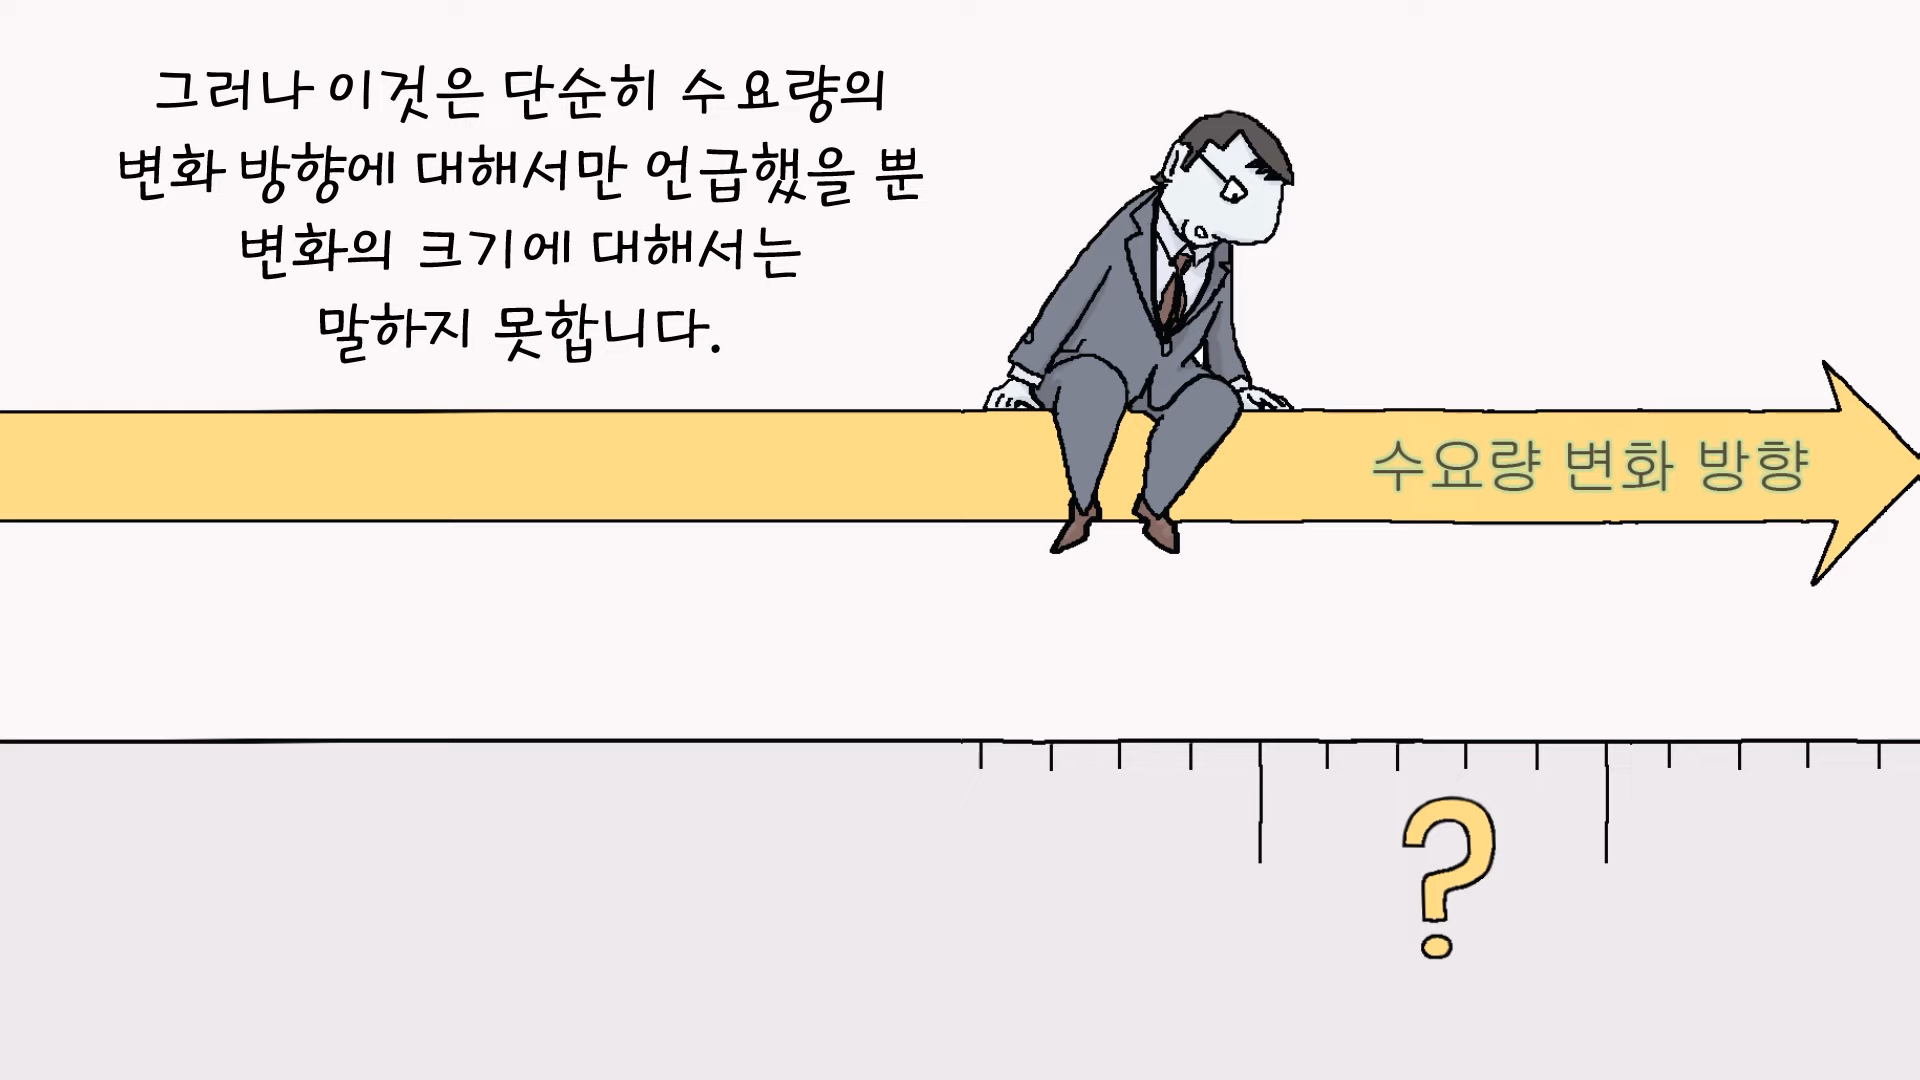 그러나 이것은 단순히 수요량의
변화 방향에 대해서만 언급했을 뿐
변화의 크기에 대해서는
말하지 못합니다.
수요량 변화 방향
?